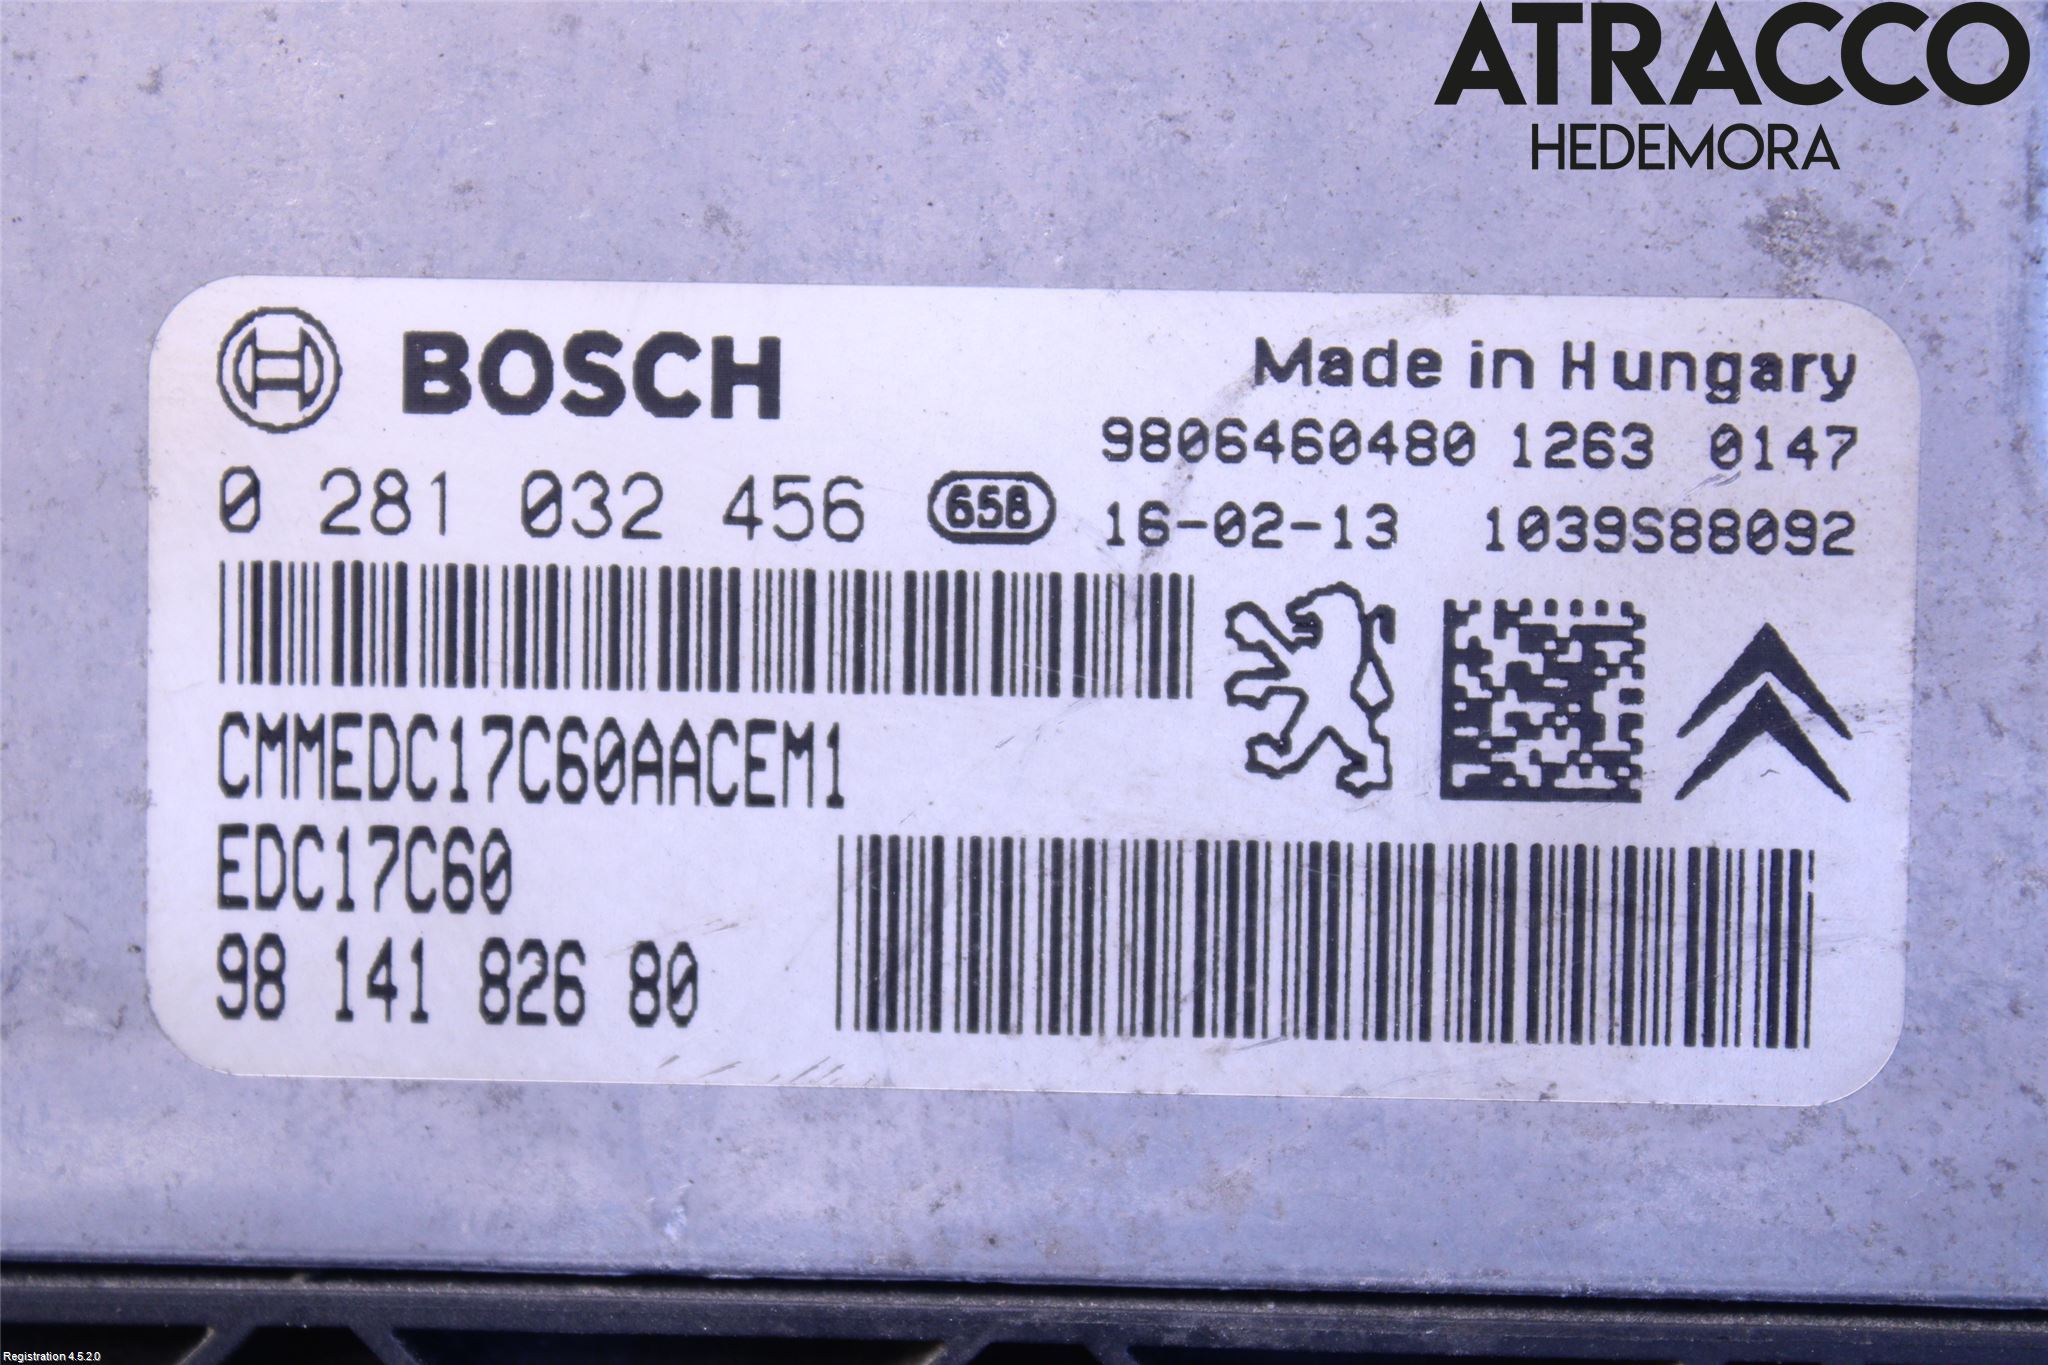 ATRACCO
HEDEMORA
BOSCH
Made in Hungary
9806460480 1263 0147
0 281 032 456 658
16-02-13 1039S88092
CMMEDC17C60AACEM1
EDC17C60
98 141 826 80
Registration 4.5.2.0